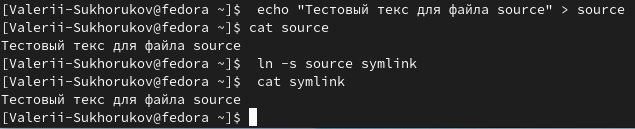 [Valerii-Sukhorukov@fedora ~]$ echo "Тестовый текс для файла source" > source
[Valerii-Sukhorukov@fedora ~]$ cat source
Тестовый текс для файла source
[Valerii-Sukhorukov@fedora ~]$ ln -s source symlink
[Valerii-Sukhorukov@fedora ~]$ cat symlink
Тестовый текс для файла source
[Valerii-Sukhorukov@fedora ~]$